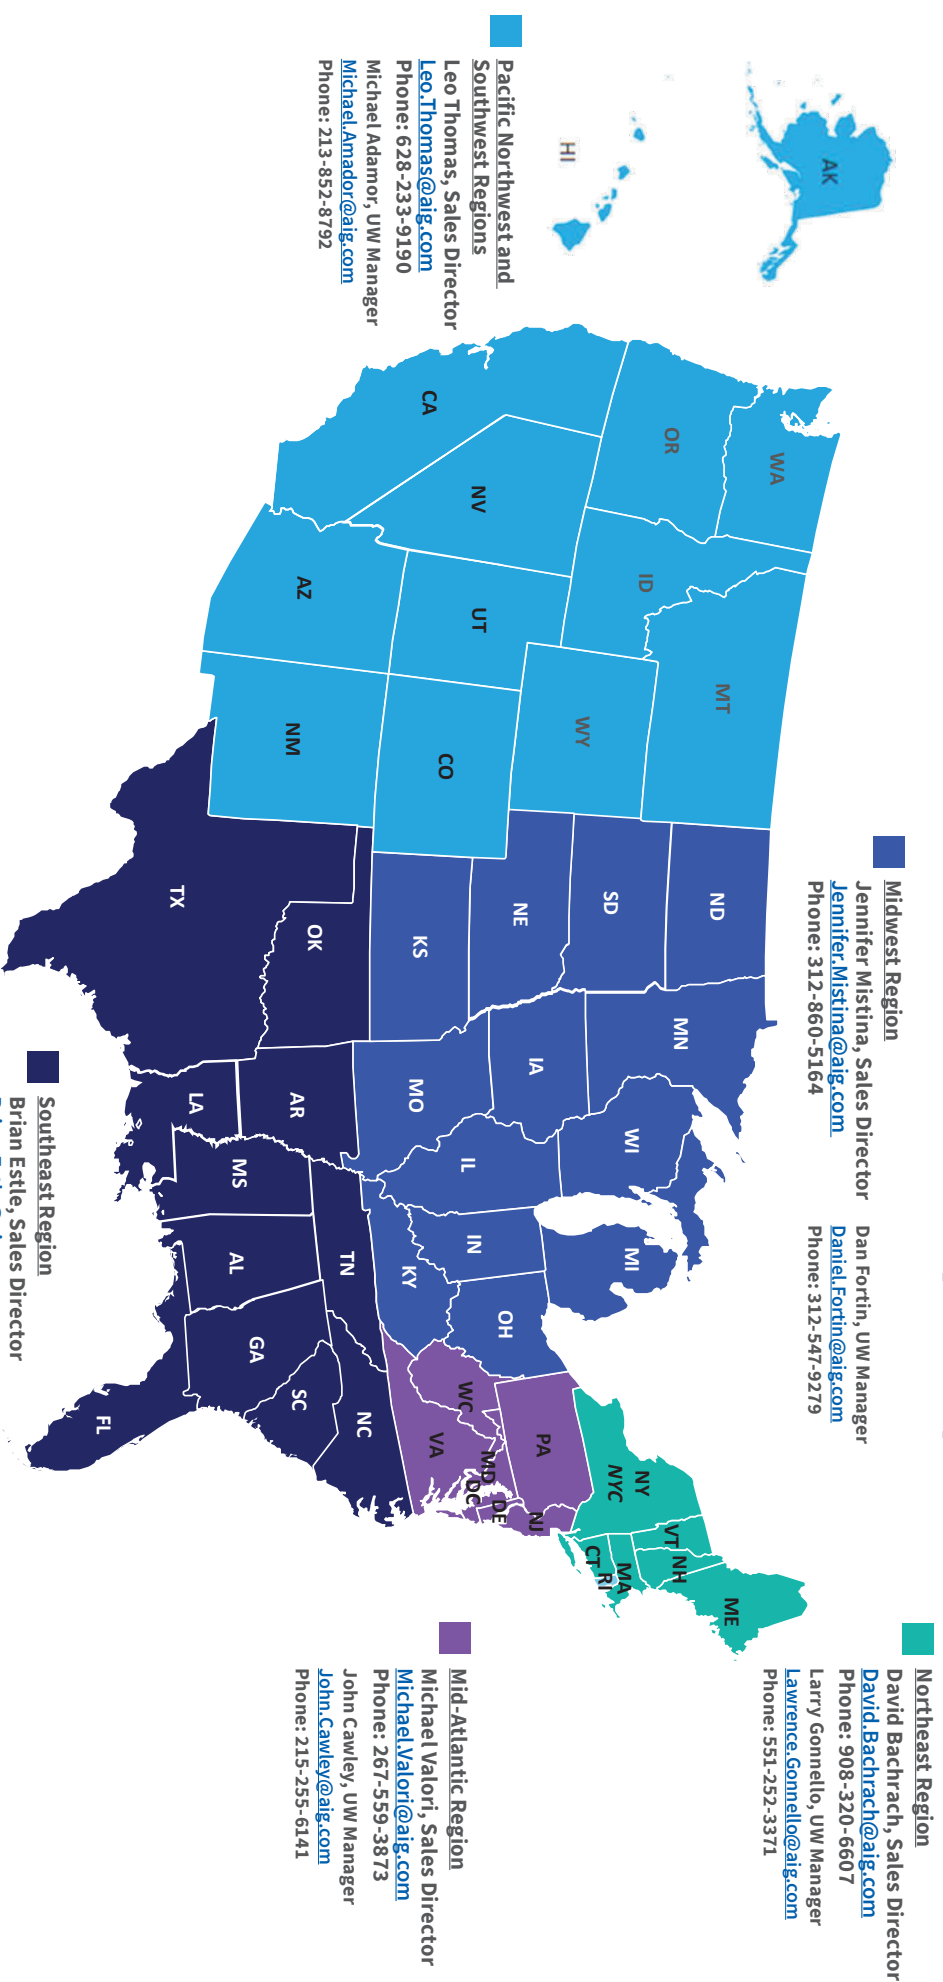 AK
HI
Pacific Northwest and
Southwest Regions
Leo Thomas, Sales Director
Leo.Thomas@aig.com
Phone: 628-233-9190
Michael Adamor, UW Manager
Michael.Amador@aig.com
Phone: 213-852-8792
Midwest Region
Jennifer Mistina, Sales Director
Jennifer.Mistina@aig.com
Phone: 312-860-5164
Dan Fortin, UW Manager
Daniel.Fortin@aig.com
Phone: 312-547-9279
Northeast Region
David Bachrach, Sales Director
David.Bachrach@aig.com
Phone: 908-320-6607
Larry Gonnello, UW Manager
Lawrence.Gonnello@aig.com
Phone: 551-252-3371
Mid-Atlantic Region
Michael Valori, Sales Director
Michael.Valori@aig.com
Phone: 267-559-3873
John Cawley, UW Manager
John.Cawley@aig.com
Phone: 215-255-6141
Southeast Region
Brian Estle, Sales Director
WA
OR
ID
MT
WY
CA
NV
UT
CO
AZ
NM
ND
SD
NE
KS
MN
IA
MO
WI
IL
MI
IN
OH
KY
TX
OK
AR
LA
MS
AL
TN
GA
SC
NC
FL
WC
VA
PA
MD
DC
DE
NJ
NY
NYC
VT
NH
ME
MA
CT
RI